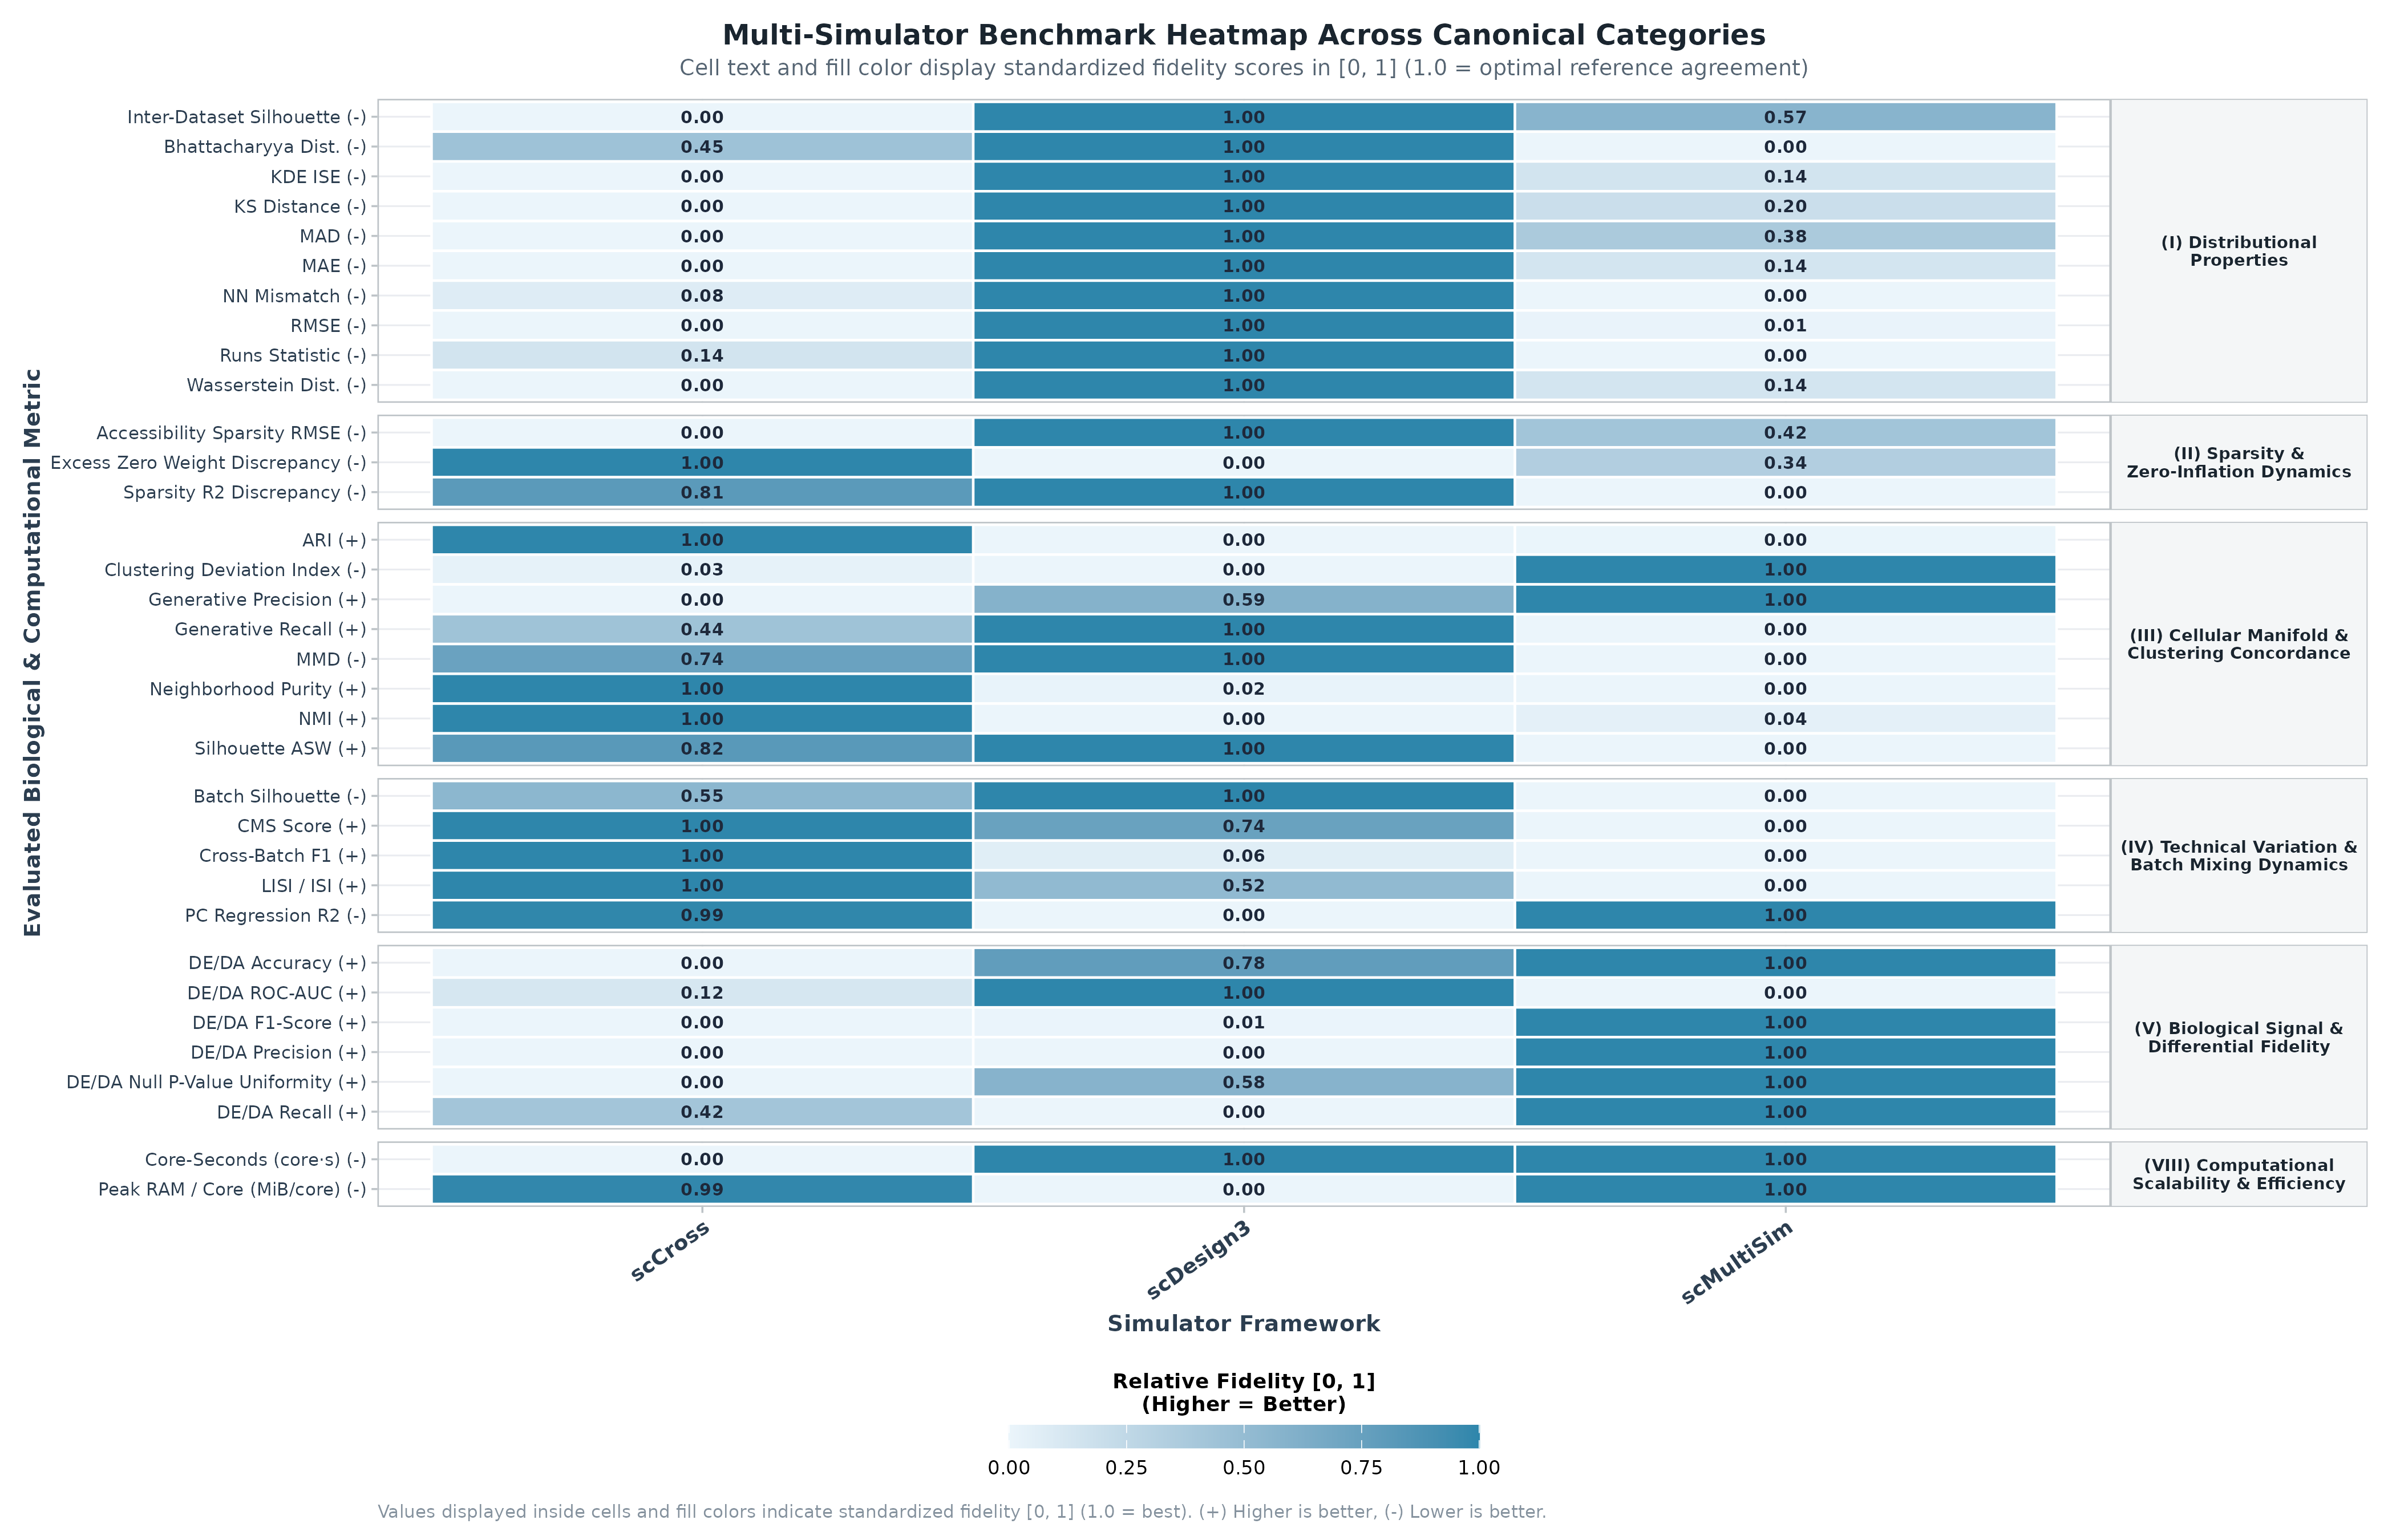 Multi-Simulator Benchmark Heatmap Across Canonical Categories
Cell text and fill color display standardized fidelity scores in [0, 1] (1.0 = optimal reference agreement)
Evaluated Biological & Computational Metric
Inter-Dataset Silhouette (-) 0.00 1.00 0.57
Bhattacharyya Dist. (-) 0.45 1.00 0.00
KDE ISE (-) 0.00 1.00 0.14
KS Distance (-) 0.00 1.00 0.20
MAD (-) 0.00 1.00 0.38
MAE (-) 0.00 1.00 0.14
NN Mismatch (-) 0.08 1.00 0.00
RMSE (-) 0.00 1.00 0.01
Runs Statistic (-) 0.14 1.00 0.00
Wasserstein Dist. (-) 0.00 1.00 0.14
(I) Distributional
Properties
Accessibility Sparsity RMSE (-) 0.00 1.00 0.42
Excess Zero Weight Discrepancy (-) 1.00 0.00 0.34
Sparsity R2 Discrepancy (-) 0.81 1.00 0.00
(II) Sparsity &
Zero-Inflation Dynamics
ARI (+) 1.00 0.00 0.00
Clustering Deviation Index (-) 0.03 0.00 1.00
Generative Precision (+) 0.00 0.59 1.00
Generative Recall (+) 0.44 1.00 0.00
MMD (-) 0.74 1.00 0.00
Neighborhood Purity (+) 1.00 0.02 0.00
NMI (+) 1.00 0.00 0.04
Silhouette ASW (+) 0.82 1.00 0.00
(III) Cellular Manifold &
Clustering Concordance
Batch Silhouette (-) 0.55 1.00 0.00
CMS Score (+) 1.00 0.74 0.00
Cross-Batch F1 (+) 1.00 0.06 0.00
LISI / ISI (+) 1.00 0.52 0.00
PC Regression R2 (-) 0.99 0.00 1.00
(IV) Technical Variation &
Batch Mixing Dynamics
DE/DA Accuracy (+) 0.00 0.78 1.00
DE/DA ROC-AUC (+) 0.12 1.00 0.00
DE/DA F1-Score (+) 0.00 0.01 1.00
DE/DA Precision (+) 0.00 0.00 1.00
DE/DA Null P-Value Uniformity (+) 0.00 0.58 1.00
DE/DA Recall (+) 0.42 0.00 1.00
(V) Biological Signal &
Differential Fidelity
Core-Seconds (core·s) (-) 0.00 1.00 1.00
Peak RAM / Core (MiB/core) (-) 0.99 0.00 1.00
(VIII) Computational
Scalability & Efficiency
scCross scDesign3 scMultiSim
Simulator Framework
Relative Fidelity [0, 1]
(Higher = Better)
0.00 0.25 0.50 0.75 1.00
Values displayed inside cells and fill colors indicate standardized fidelity [0, 1] (1.0 = best). (+) Higher is better, (-) Lower is better.